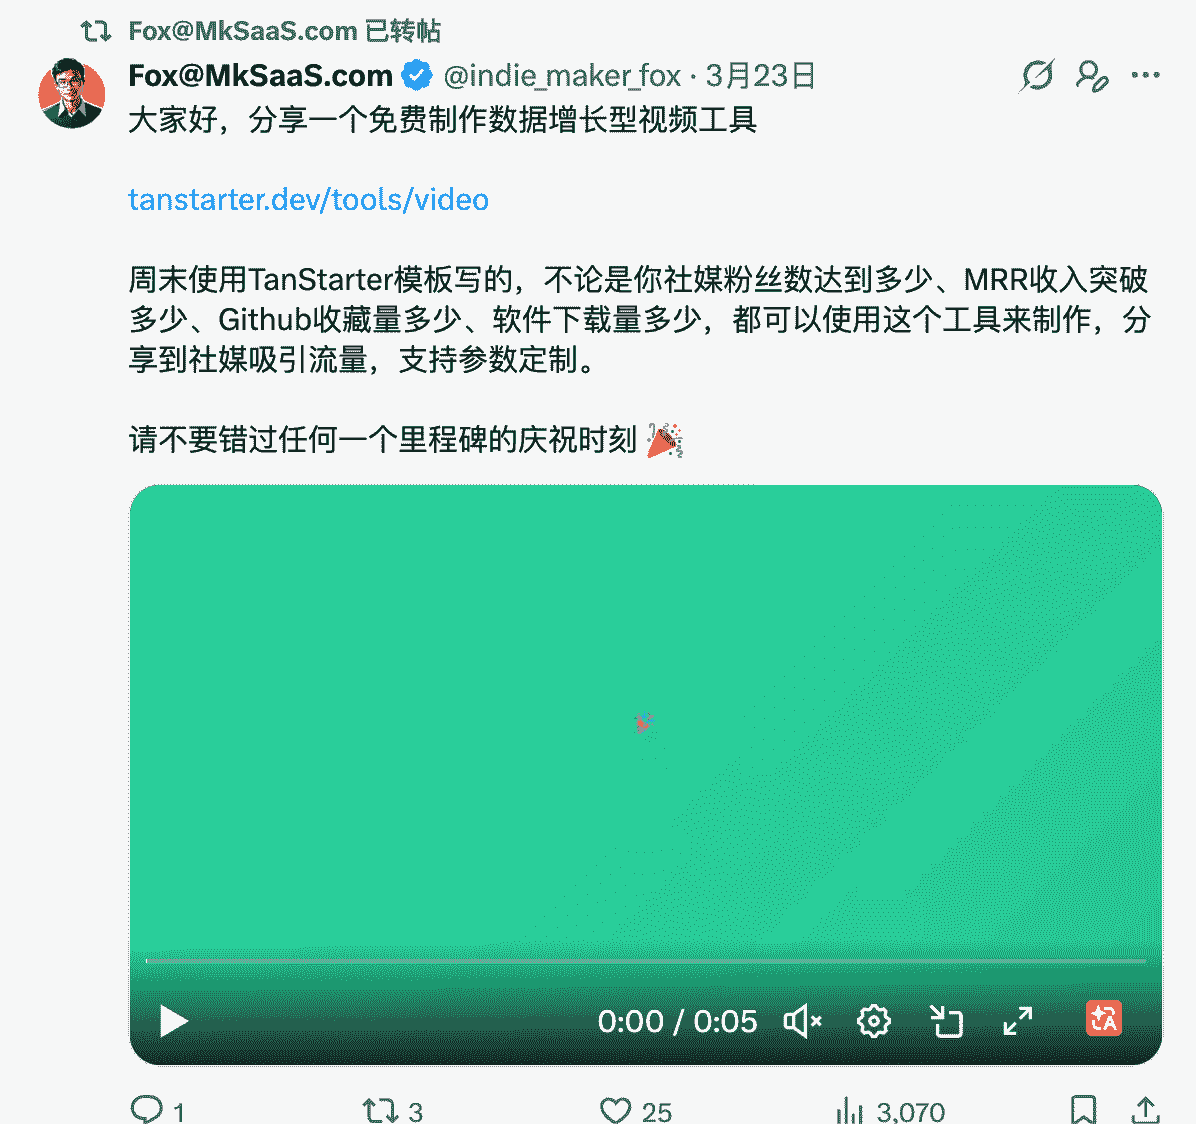 Fox@MkSaaS.com 已转帖
Fox@MkSaaS.com @indie_maker_fox · 3月23日
大家好，分享一个免费制作数据增长型视频工具
tanstarter.dev/tools/video
周末使用TanStarter模板写的，不论是你社媒粉丝数达到多少、MRR收入突破
多少、Github收藏量多少、软件下载量多少，都可以使用这个工具来制作，分
享到社媒吸引流量，支持参数定制。
请不要错过任何一个里程碑的庆祝时刻 🎉
0:00 / 0:05
1 3 25 3,070